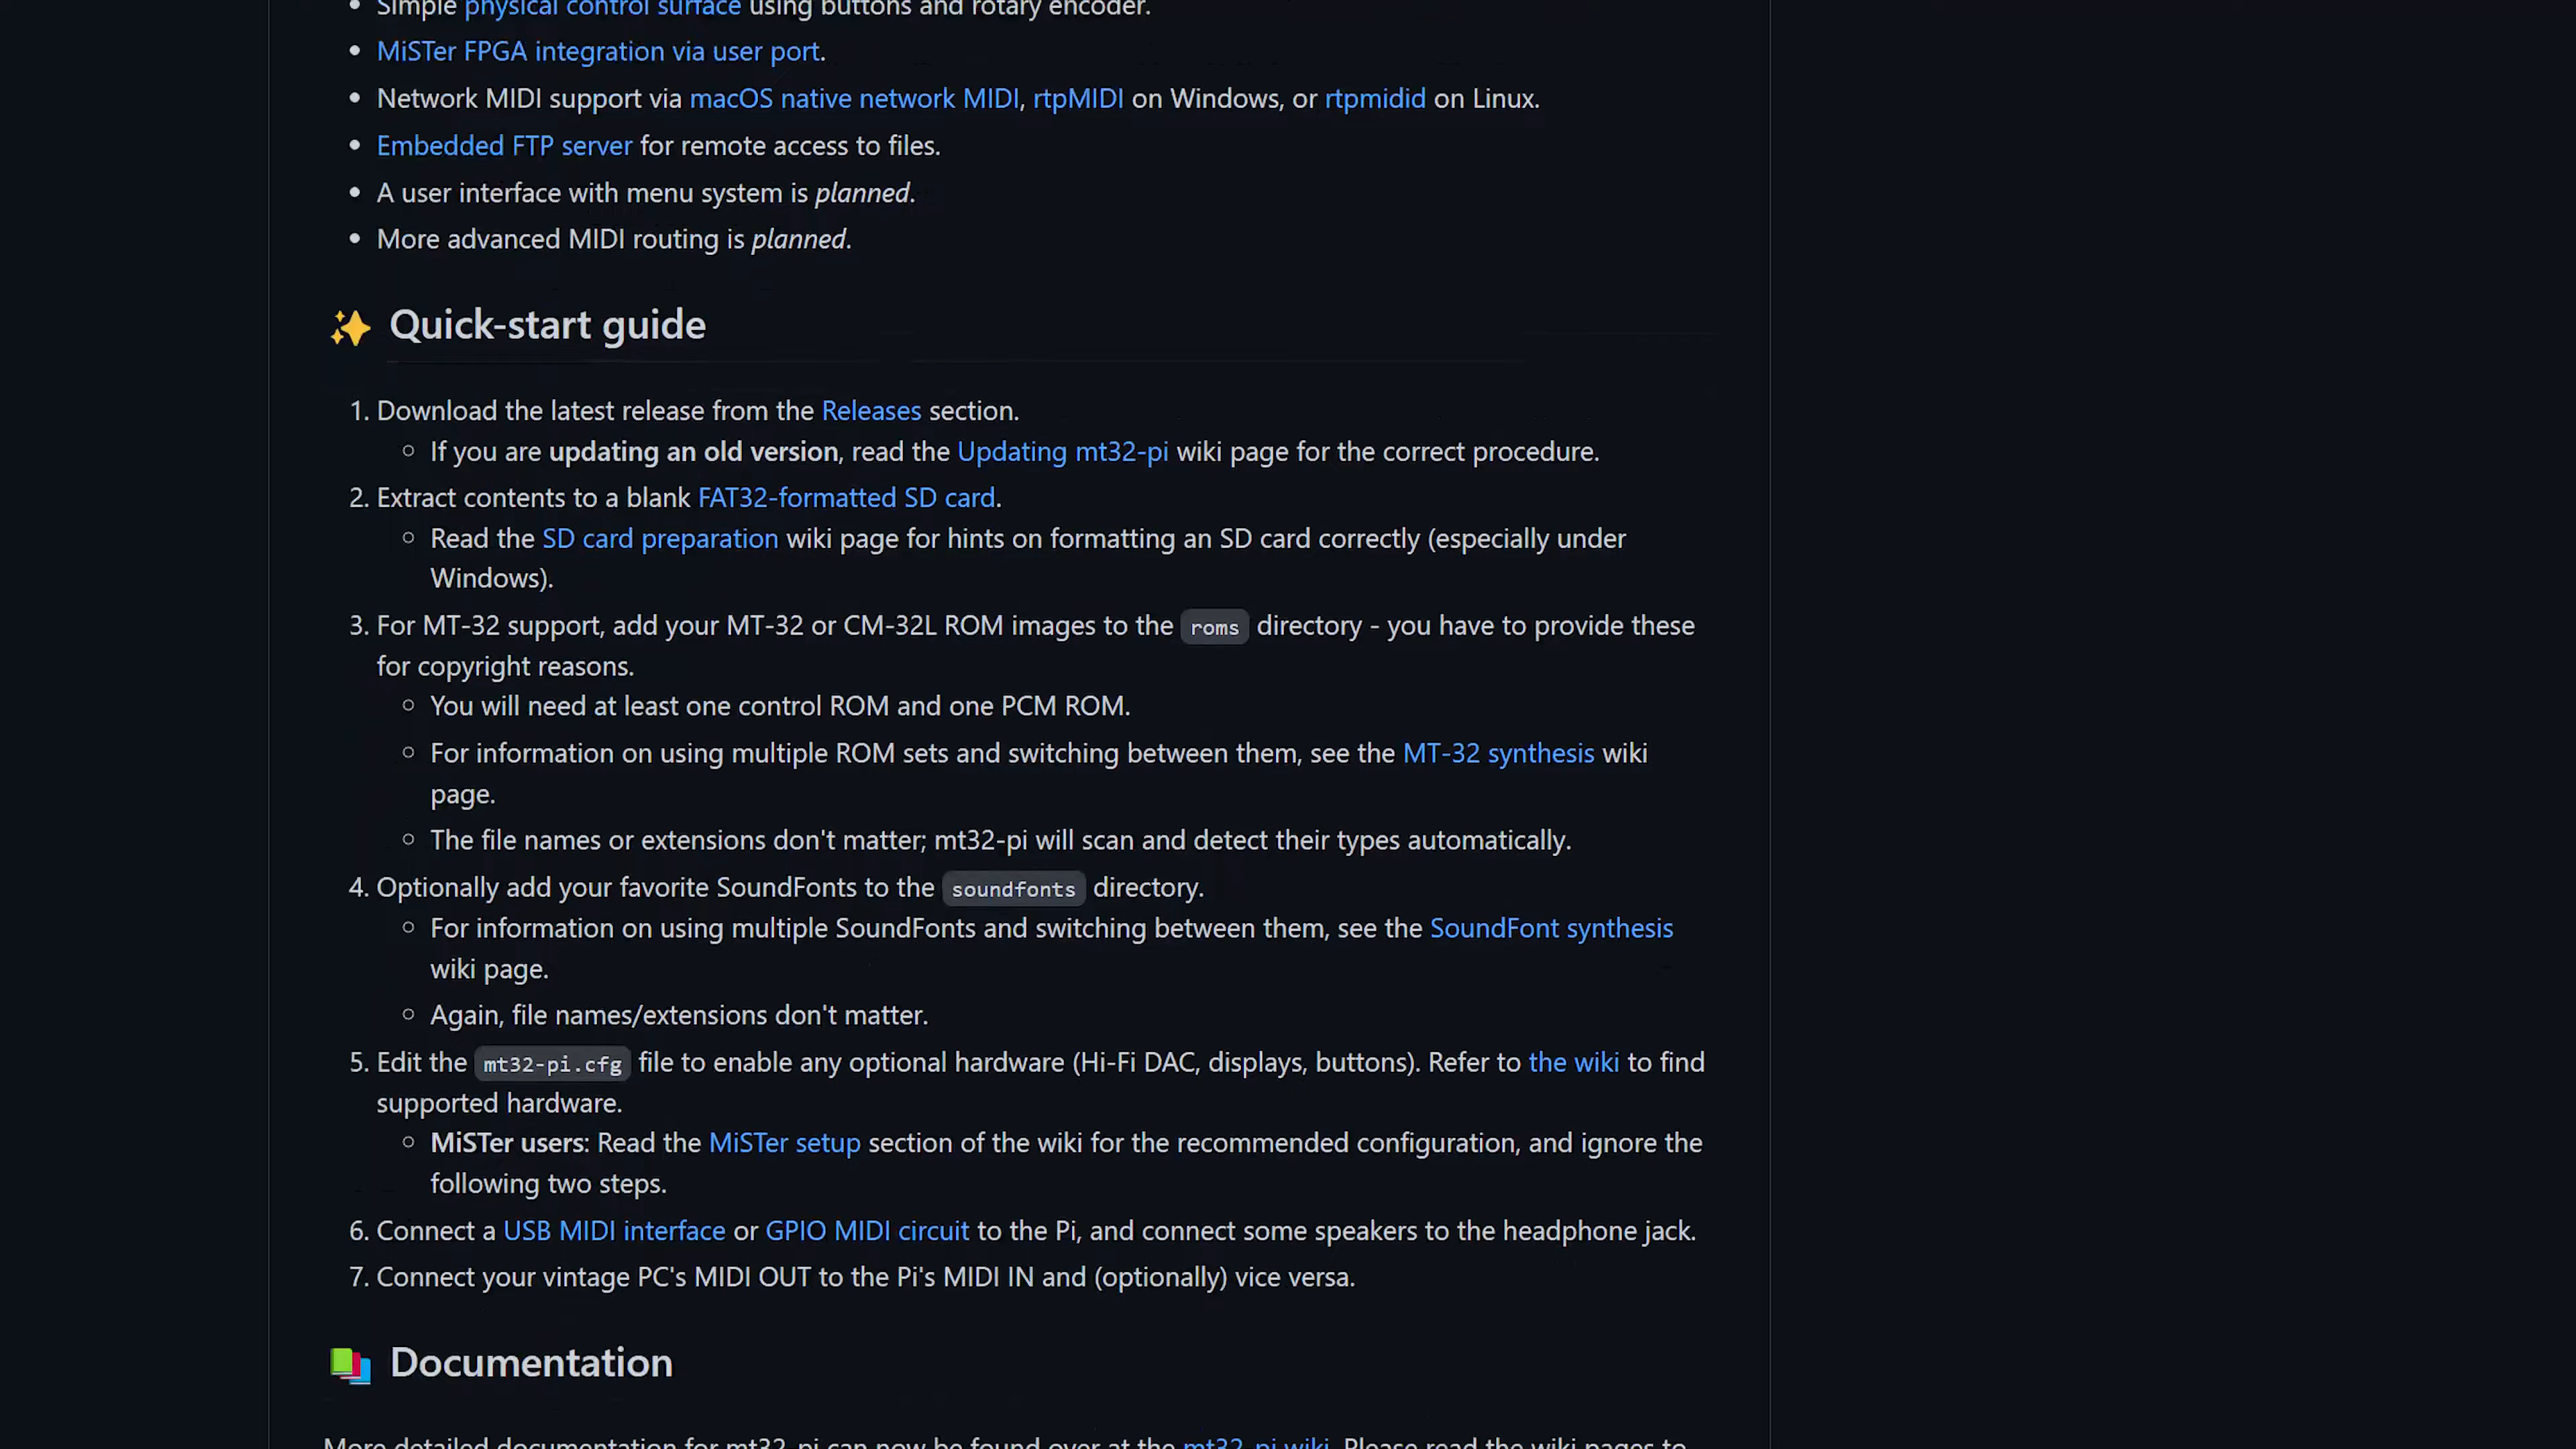 Simple physical control surface using buttons and rotary encoder.
MiSTer FPGA integration via user port.
Network MIDI support via macOS native network MIDI, rtpMIDI on Windows, or rtpmidid on Linux.
Embedded FTP server for remote access to files.
A user interface with menu system is planned.
More advanced MIDI routing is planned.
Quick-start guide
1. Download the latest release from the Releases section.
If you are updating an old version, read the Updating mt32-pi wiki page for the correct procedure.
2. Extract contents to a blank FAT32-formatted SD card.
Read the SD card preparation wiki page for hints on formatting an SD card correctly (especially under
Windows).
3. For MT-32 support, add your MT-32 or CM-32L ROM images to the roms directory - you have to provide these
for copyright reasons.
You will need at least one control ROM and one PCM ROM.
For information on using multiple ROM sets and switching between them, see the MT-32 synthesis wiki
page.
The file names or extensions don't matter; mt32-pi will scan and detect their types automatically.
4. Optionally add your favorite SoundFonts to the soundfonts directory.
For information on using multiple SoundFonts and switching between them, see the SoundFont synthesis
wiki page.
Again, file names/extensions don't matter.
5. Edit the mt32-pi.cfg file to enable any optional hardware (Hi-Fi DAC, displays, buttons). Refer to the wiki to find
supported hardware.
MiSTer users: Read the MiSTer setup section of the wiki for the recommended configuration, and ignore the
following two steps.
6. Connect a USB MIDI interface or GPIO MIDI circuit to the Pi, and connect some speakers to the headphone jack.
7. Connect your vintage PC's MIDI OUT to the Pi's MIDI IN and (optionally) vice versa.
Documentation
More detailed documentation for mt32-pi can now be found over at the mt32-pi wiki. Please read the wiki pages to